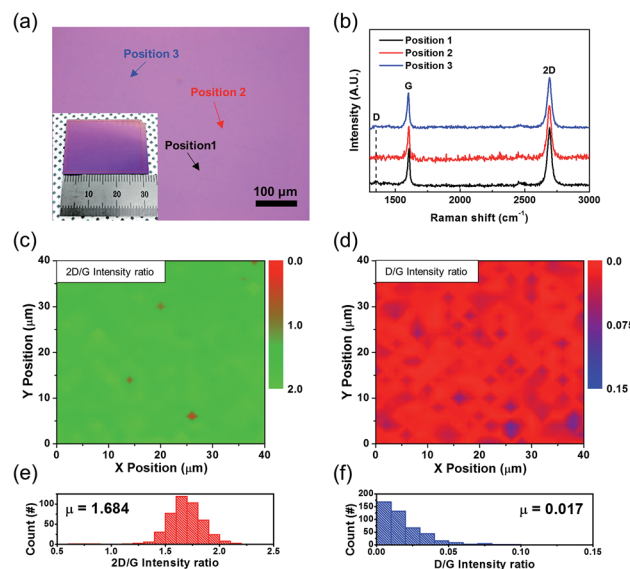 (a)
Position 3
Position 2
Position1
100 μm
10 20 30
(b)
Intensity (A.U.)
Position 1
Position 2
Position 3
D
G
2D
1500 2000 2500 3000
Raman shift (cm⁻¹)
(c)
2D/G Intensity ratio
Y Position (μm)
40
30
20
10
0
0 10 20 30 40
X Position (μm)
0.0
1.0
2.0
(d)
D/G Intensity ratio
Y Position (μm)
40
30
20
10
0
0 10 20 30 40
X Position (μm)
0.0
0.075
0.15
(e)
Count (#)
100
50
0
μ = 1.684
0.5 1.0 1.5 2.0 2.5
2D/G Intensity ratio
(f)
Count (#)
200
150
100
50
0
μ = 0.017
0.00 0.05 0.10 0.15
D/G Intensity ratio